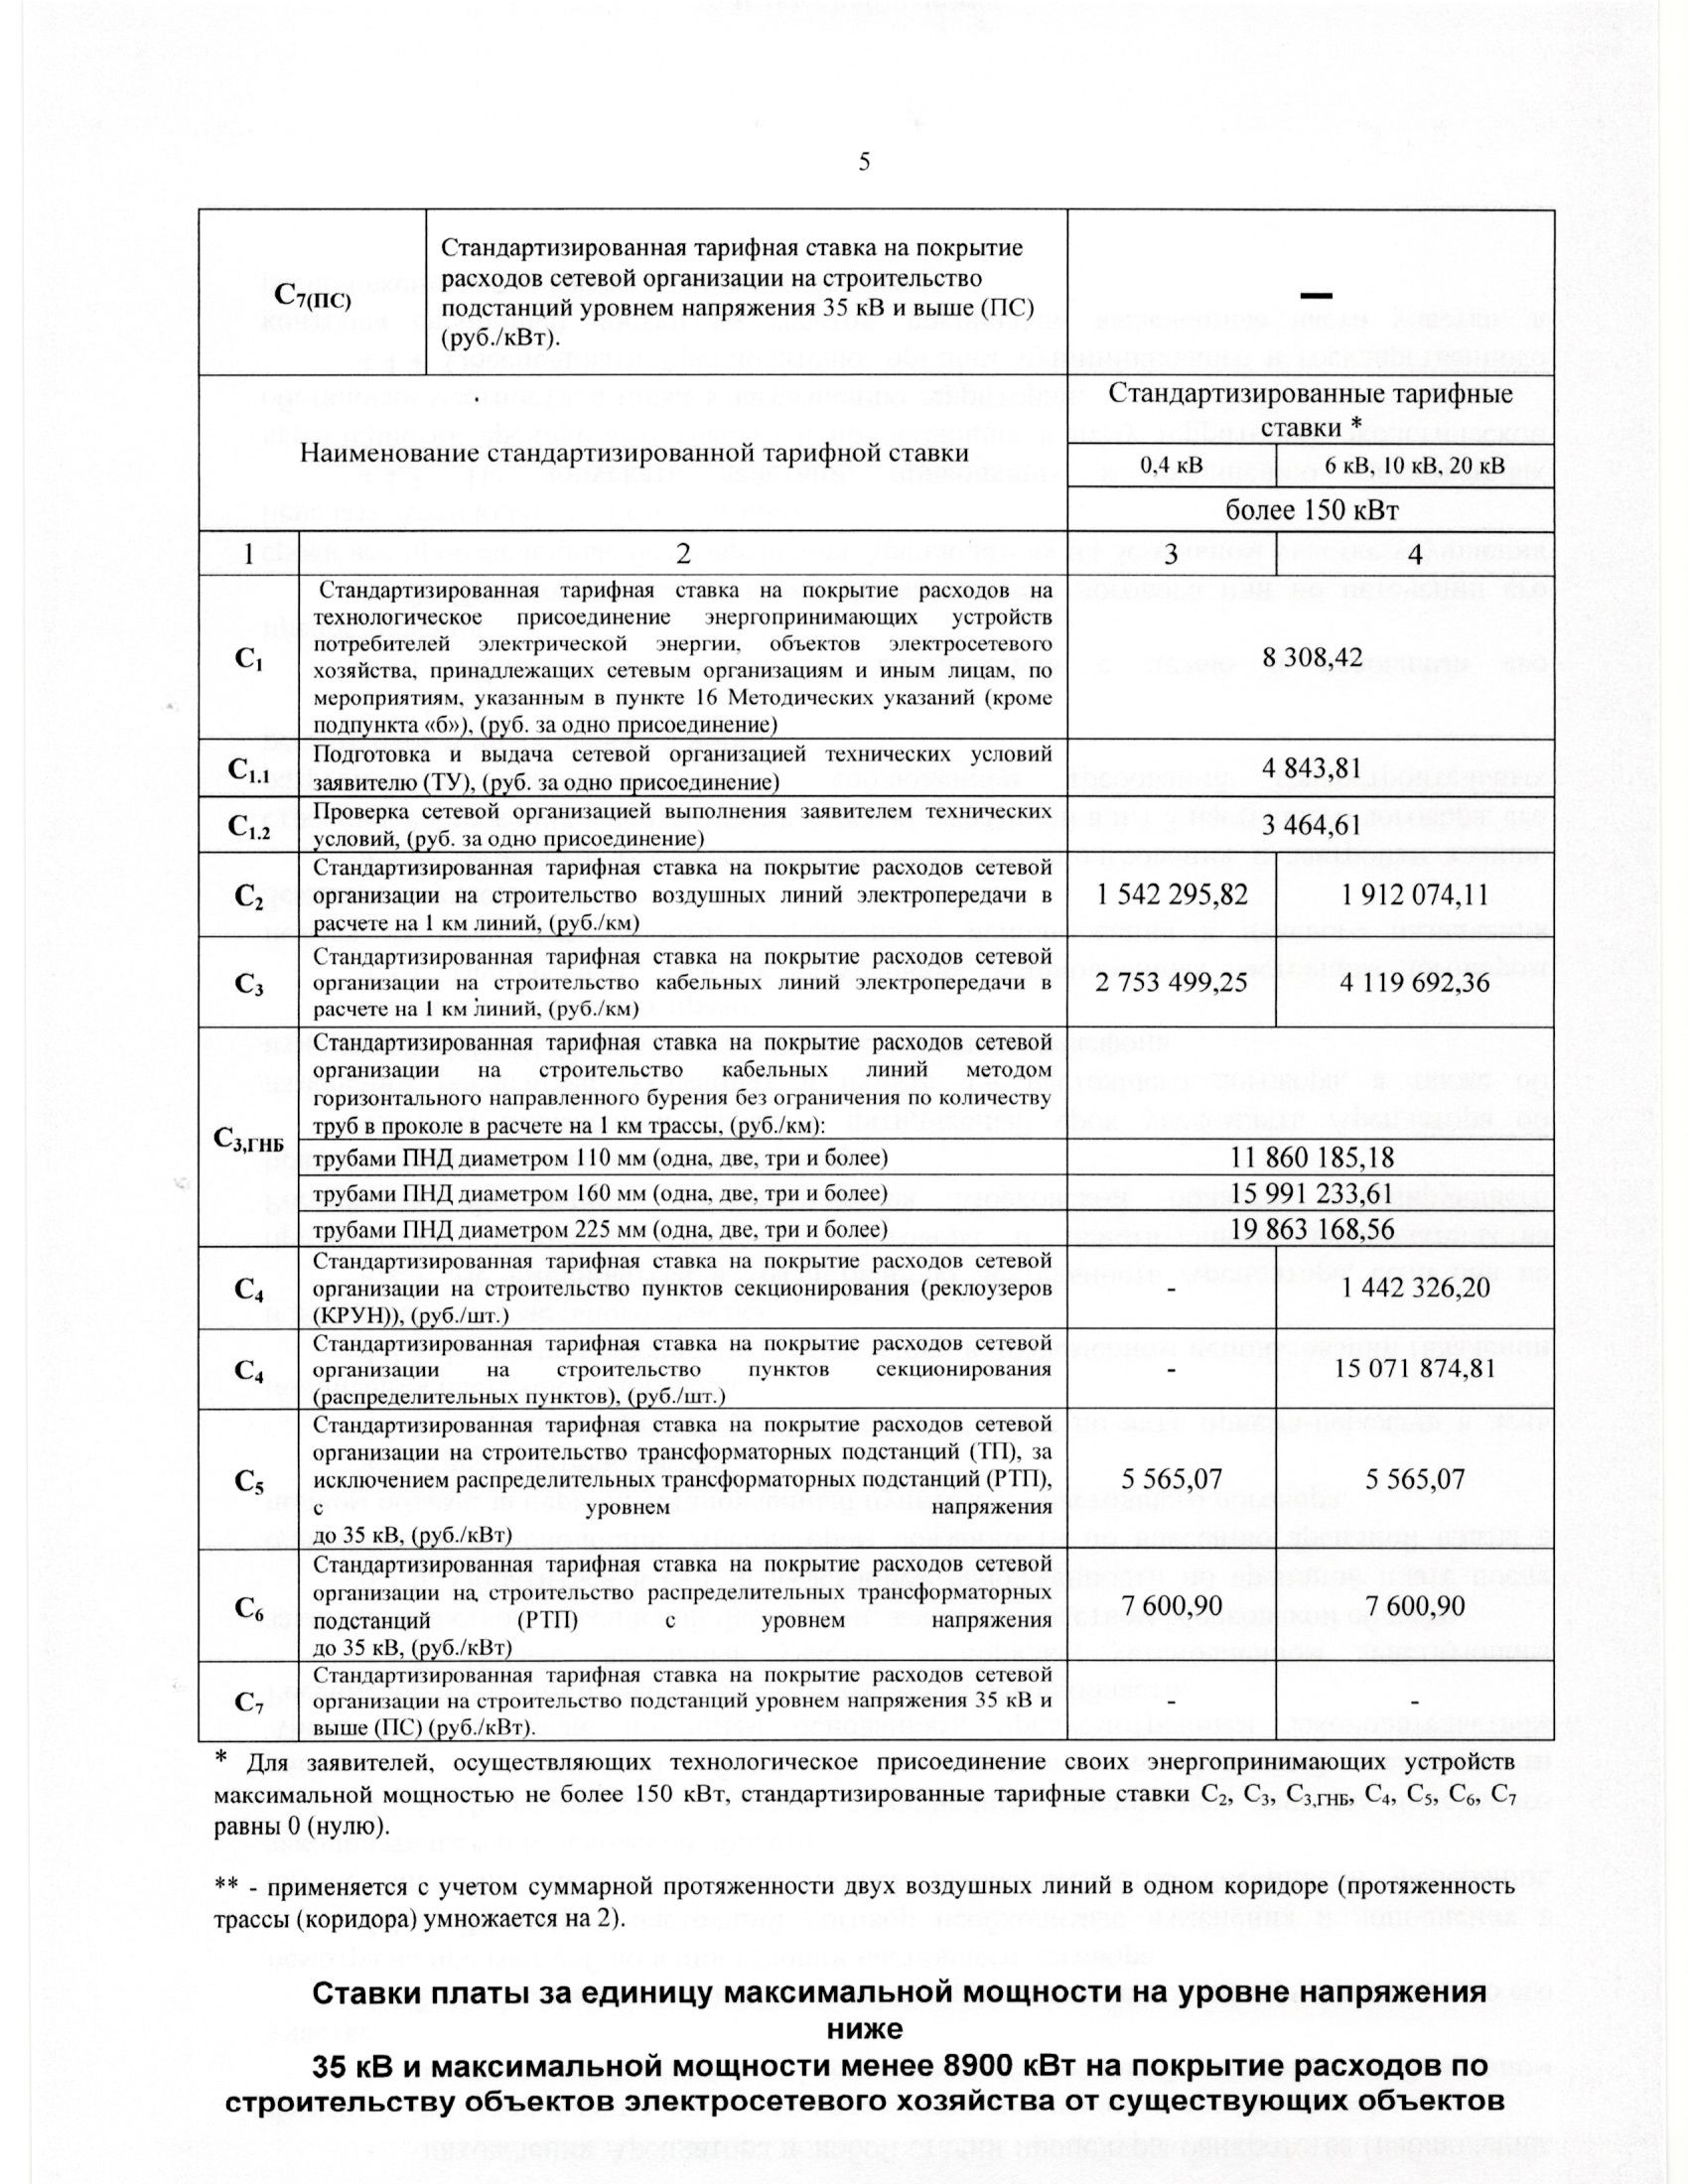 5
C7(ПС)
Стандартизированная тарифная ставка на покрытие
расходов сетевой организации на строительство
подстанций уровнем напряжения 35 кВ и выше (ПС)
(руб./кВт).
–
Наименование стандартизированной тарифной ставки
Стандартизированные тарифные
ставки *
0,4 кВ
6 кВ, 10 кВ, 20 кВ
более 150 кВт
1
2
3
4
C1
Стандартизированная тарифная ставка на покрытие расходов на
технологическое присоединение энергопринимающих устройств
потребителей электрической энергии, объектов электросетевого
хозяйства, принадлежащих сетевым организациям и иным лицам, по
мероприятиям, указанным в пункте 16 Методических указаний (кроме
подпункта «б»), (руб. за одно присоединение)
8 308,42
C1.1
Подготовка и выдача сетевой организацией технических условий
заявителю (ТУ), (руб. за одно присоединение)
4 843,81
C1.2
Проверка сетевой организацией выполнения заявителем технических
условий, (руб. за одно присоединение)
3 464,61
C2
Стандартизированная тарифная ставка на покрытие расходов сетевой
организации на строительство воздушных линий электропередачи в
расчете на 1 км линий, (руб./км)
1 542 295,82
1 912 074,11
C3
Стандартизированная тарифная ставка на покрытие расходов сетевой
организации на строительство кабельных линий электропередачи в
расчете на 1 км линий, (руб./км)
2 753 499,25
4 119 692,36
C3,ГНБ
Стандартизированная тарифная ставка на покрытие расходов сетевой
организации на строительство кабельных линий методом
горизонтального направленного бурения без ограничения по количеству
труб в проколе в расчете на 1 км трассы, (руб./км):
трубами ПНД диаметром 110 мм (одна, две, три и более)
11 860 185,18
трубами ПНД диаметром 160 мм (одна, две, три и более)
15 991 233,61
трубами ПНД диаметром 225 мм (одна, две, три и более)
19 863 168,56
C4
Стандартизированная тарифная ставка на покрытие расходов сетевой
организации на строительство пунктов секционирования (реклоузеров
(КРУН)), (руб./шт.)
-
1 442 326,20
C4
Стандартизированная тарифная ставка на покрытие расходов сетевой
организации на строительство пунктов секционирования
(распределительных пунктов), (руб./шт.)
-
15 071 874,81
C5
Стандартизированная тарифная ставка на покрытие расходов сетевой
организации на строительство трансформаторных подстанций (ТП), за
исключением распределительных трансформаторных подстанций (РТП),
с уровнем напряжения
до 35 кВ, (руб./кВт)
5 565,07
5 565,07
C6
Стандартизированная тарифная ставка на покрытие расходов сетевой
организации на строительство распределительных трансформаторных
подстанций (РТП) с уровнем напряжения
до 35 кВ, (руб./кВт)
7 600,90
7 600,90
C7
Стандартизированная тарифная ставка на покрытие расходов сетевой
организации на строительство подстанций уровнем напряжения 35 кВ и
выше (ПС) (руб./кВт).
-
-
* Для заявителей, осуществляющих технологическое присоединение своих энергопринимающих устройств
максимальной мощностью не более 150 кВт, стандартизированные тарифные ставки C2, C3, C3,ГНБ, C4, C5, C6, C7
равны 0 (нулю).
** - применяется с учетом суммарной протяженности двух воздушных линий в одном коридоре (протяженность
трассы (коридора) умножается на 2).
Ставки платы за единицу максимальной мощности на уровне напряжения
ниже
35 кВ и максимальной мощности менее 8900 кВт на покрытие расходов по
строительству объектов электросетевого хозяйства от существующих объектов